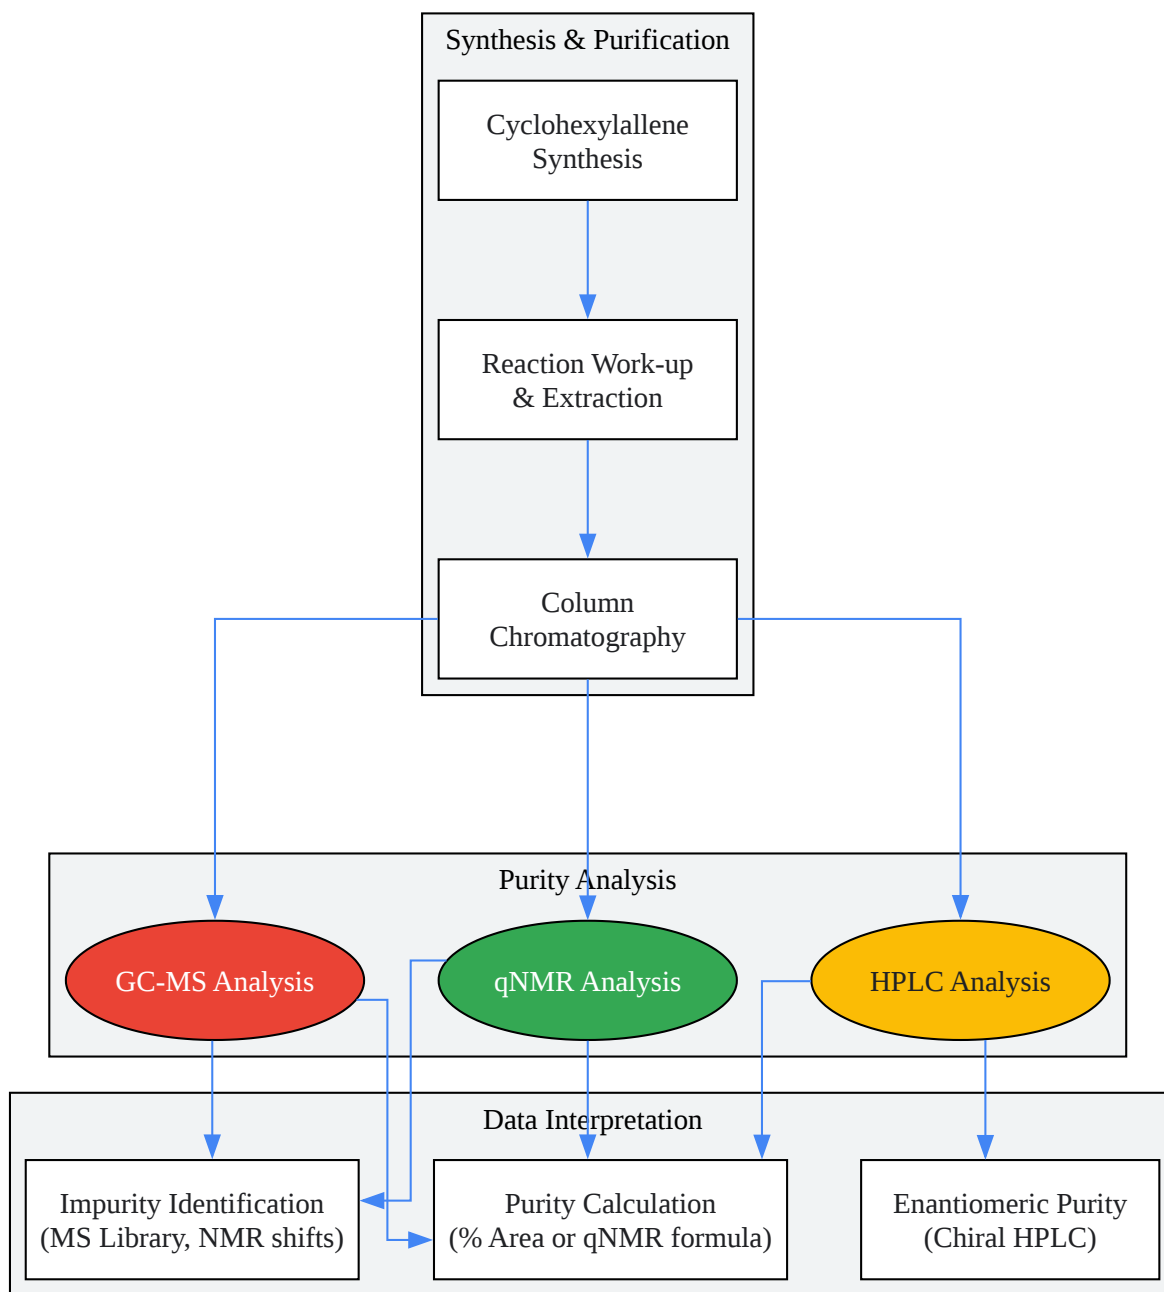 Synthesis & Purification
Cyclohexylallene
Synthesis
Reaction Work-up
& Extraction
Column
Chromatography
Purity Analysis
GC-MS Analysis
qNMR Analysis
HPLC Analysis
Data Interpretation
Impurity Identification
(MS Library, NMR shifts)
Purity Calculation
(% Area or qNMR formula)
Enantiomeric Purity
(Chiral HPLC)